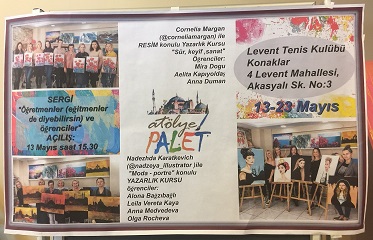 Cornelia Margan
(@corneliamargan) ile
RESİM konulu Yazarlık Kursu
"Sür, keyif ,sanat"
Öğrenciler:
Mira Dogu
Aelita Kapıyoldaş
Anna Duman
Levent Tenis Kulübü
Konaklar
4 Levent Mahallesi,
Akasyalı Sk. No:3
13-23 Mayıs
SERGİ
"Öğretmenler (eğitmenler
de diyebilirsin) ve
öğrenciler"
AÇILIŞ:
13 Mayıs saat 15.30
atölye
PALET
Nadezhda Karatkevich
(@nadzeya_illustrator )ile
"Moda - portre" konulu
YAZARLIK KURSU
öğrenciler:
Alona Bajzıbağlı
Leila Vereta Kaya
Anna Medvedeva
Olga Rocheva